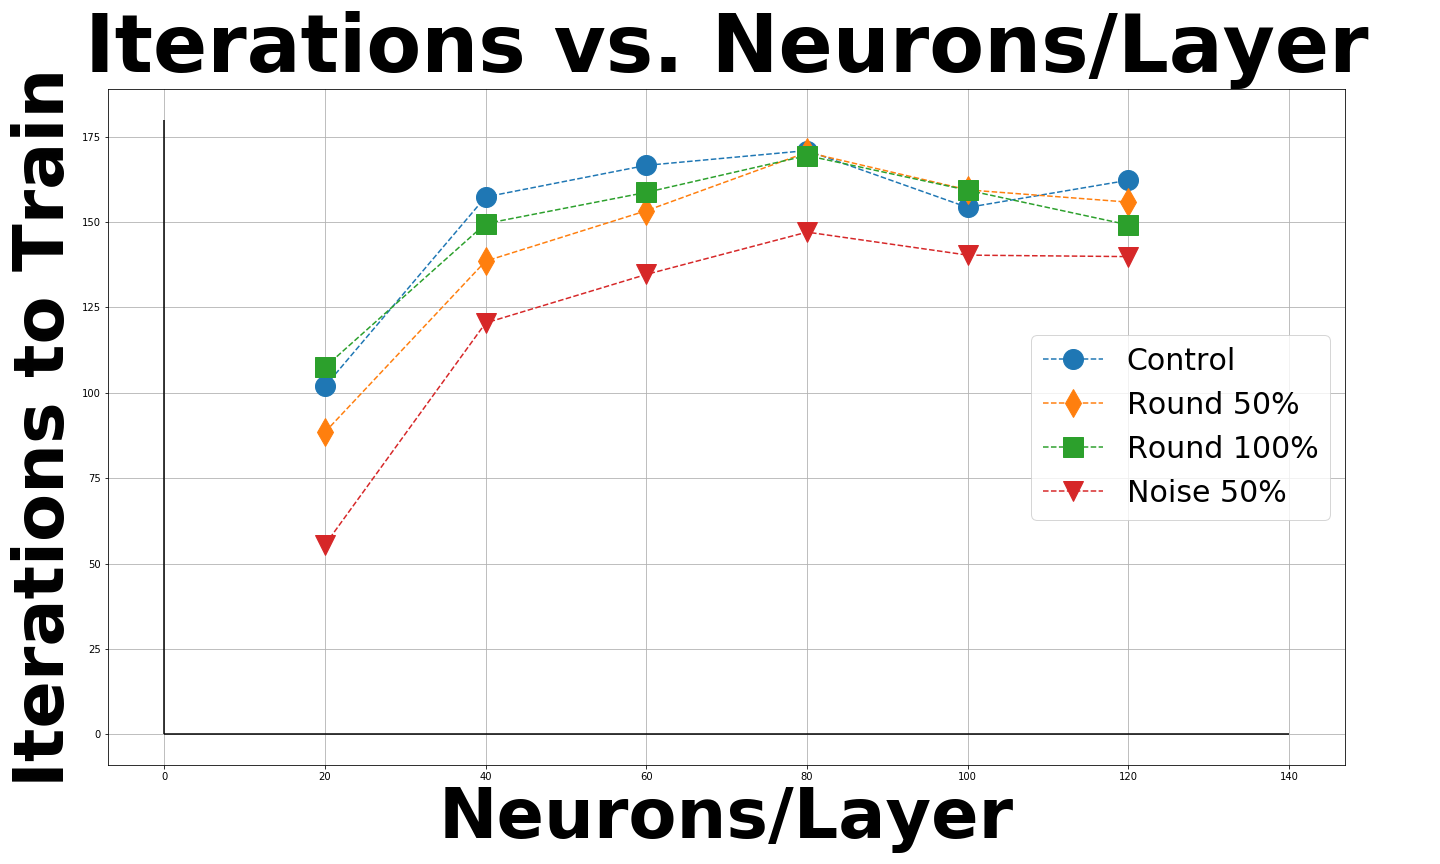 Iterations vs. Neurons/Layer
Iterations to Train
175
150
125
100
75
50
25
0
Control
Round 50%
Round 100%
Noise 50%
0 20 40 60 80 100 120 140
Neurons/Layer